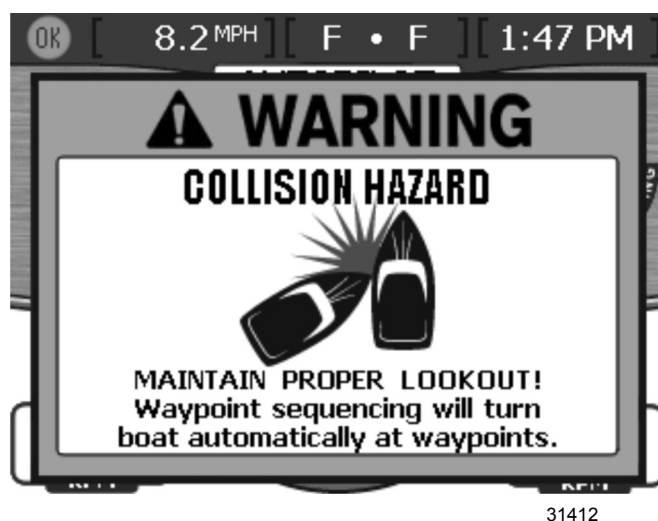 OK 8.2 MPH F • F 1:47 PM
WARNING
COLLISION HAZARD
MAINTAIN PROPER LOOKOUT!
Waypoint sequencing will turn
boat automatically at waypoints.
31412